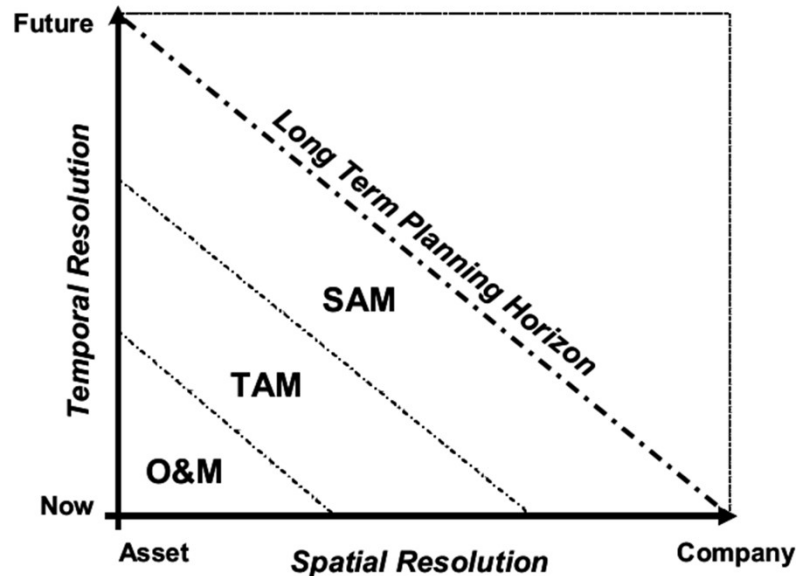 Future
Temporal Resolution
Long Term Planning Horizon
SAM
TAM
O&M
Now
Asset
Spatial Resolution
Company